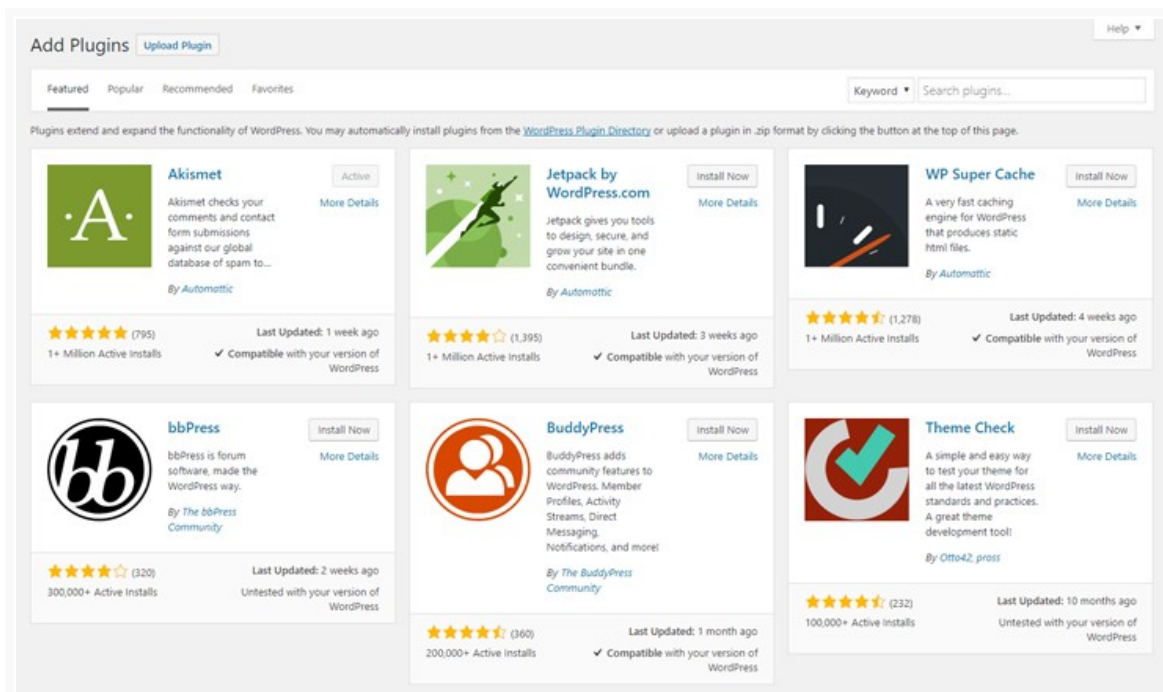 Help ▼
Add Plugins Upload Plugin
Featured Popular Recommended Favorites Keyword ▼ Search plugins...
Plugins extend and expand the functionality of WordPress. You may automatically install plugins from the WordPress Plugin Directory or upload a plugin in .zip format by clicking the button at the top of this page.
·A·
Akismet
Active
More Details
Akismet checks your
comments and contact
form submissions
against our global
database of spam to...
By Automattic
(795)
1+ Million Active Installs
Last Updated: 1 week ago
✔ Compatible with your version of
WordPress
Jetpack by
WordPress.com
Install Now
More Details
Jetpack gives you tools
to design, secure, and
grow your site in one
convenient bundle.
By Automattic
(1,395)
1+ Million Active Installs
Last Updated: 3 weeks ago
✔ Compatible with your version of
WordPress
WP Super Cache
Install Now
More Details
A very fast caching
engine for WordPress
that produces static
html files.
By Automattic
(1,278)
1+ Million Active Installs
Last Updated: 4 weeks ago
✔ Compatible with your version of
WordPress
bb
bbPress
Install Now
More Details
bbPress is forum
software, made the
WordPress way.
By The bbPress
Community
(320)
300,000+ Active Installs
Last Updated: 2 weeks ago
Untested with your version of
WordPress
BuddyPress
Install Now
More Details
BuddyPress adds
community features to
WordPress. Member
Profiles, Activity
Streams, Direct
Messaging,
Notifications, and more!
By The BuddyPress
Community
(360)
200,000+ Active Installs
Last Updated: 1 month ago
✔ Compatible with your version of
WordPress
Theme Check
Install Now
More Details
A simple and easy way
to test your theme for
all the latest WordPress
standards and practices.
A great theme
development tool!
By Otto42, pross
(232)
100,000+ Active Installs
Last Updated: 10 months ago
Untested with your version of
WordPress